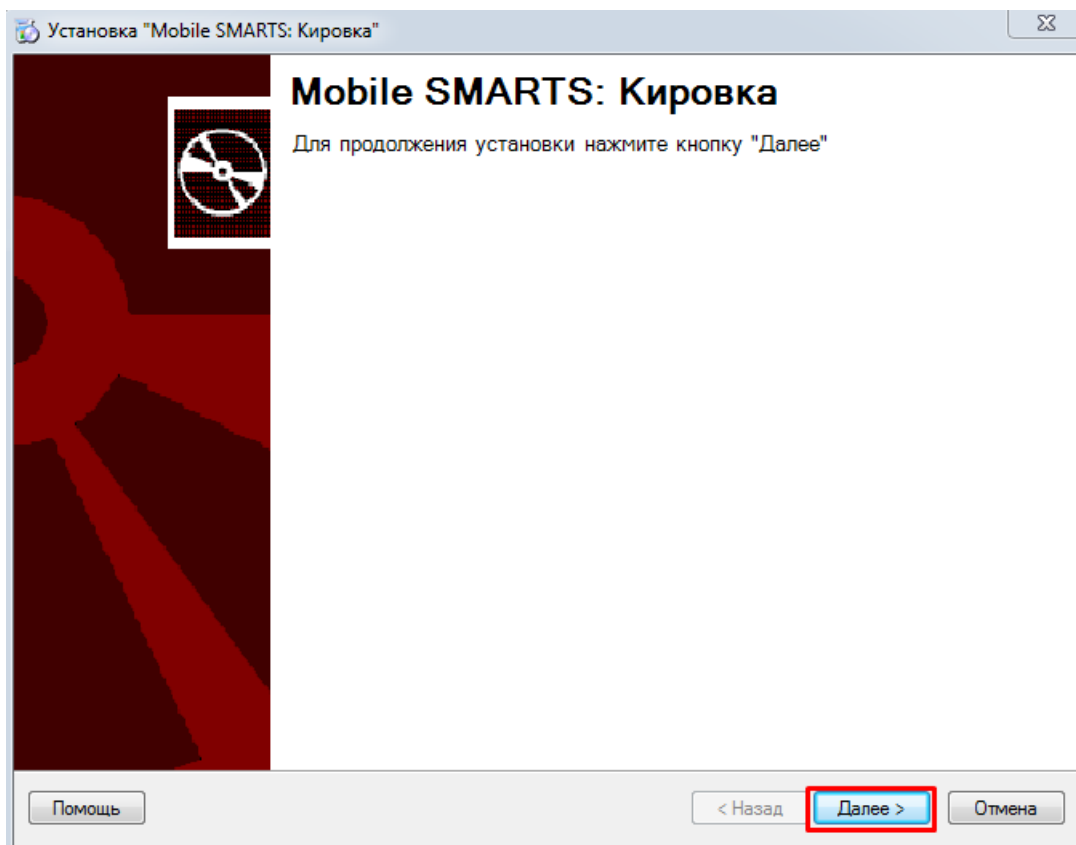 Установка "Mobile SMARTS: Кировка"
Mobile SMARTS: Кировка
Для продолжения установки нажмите кнопку "Далее"
Помощь
< Назад
Далее >
Отмена